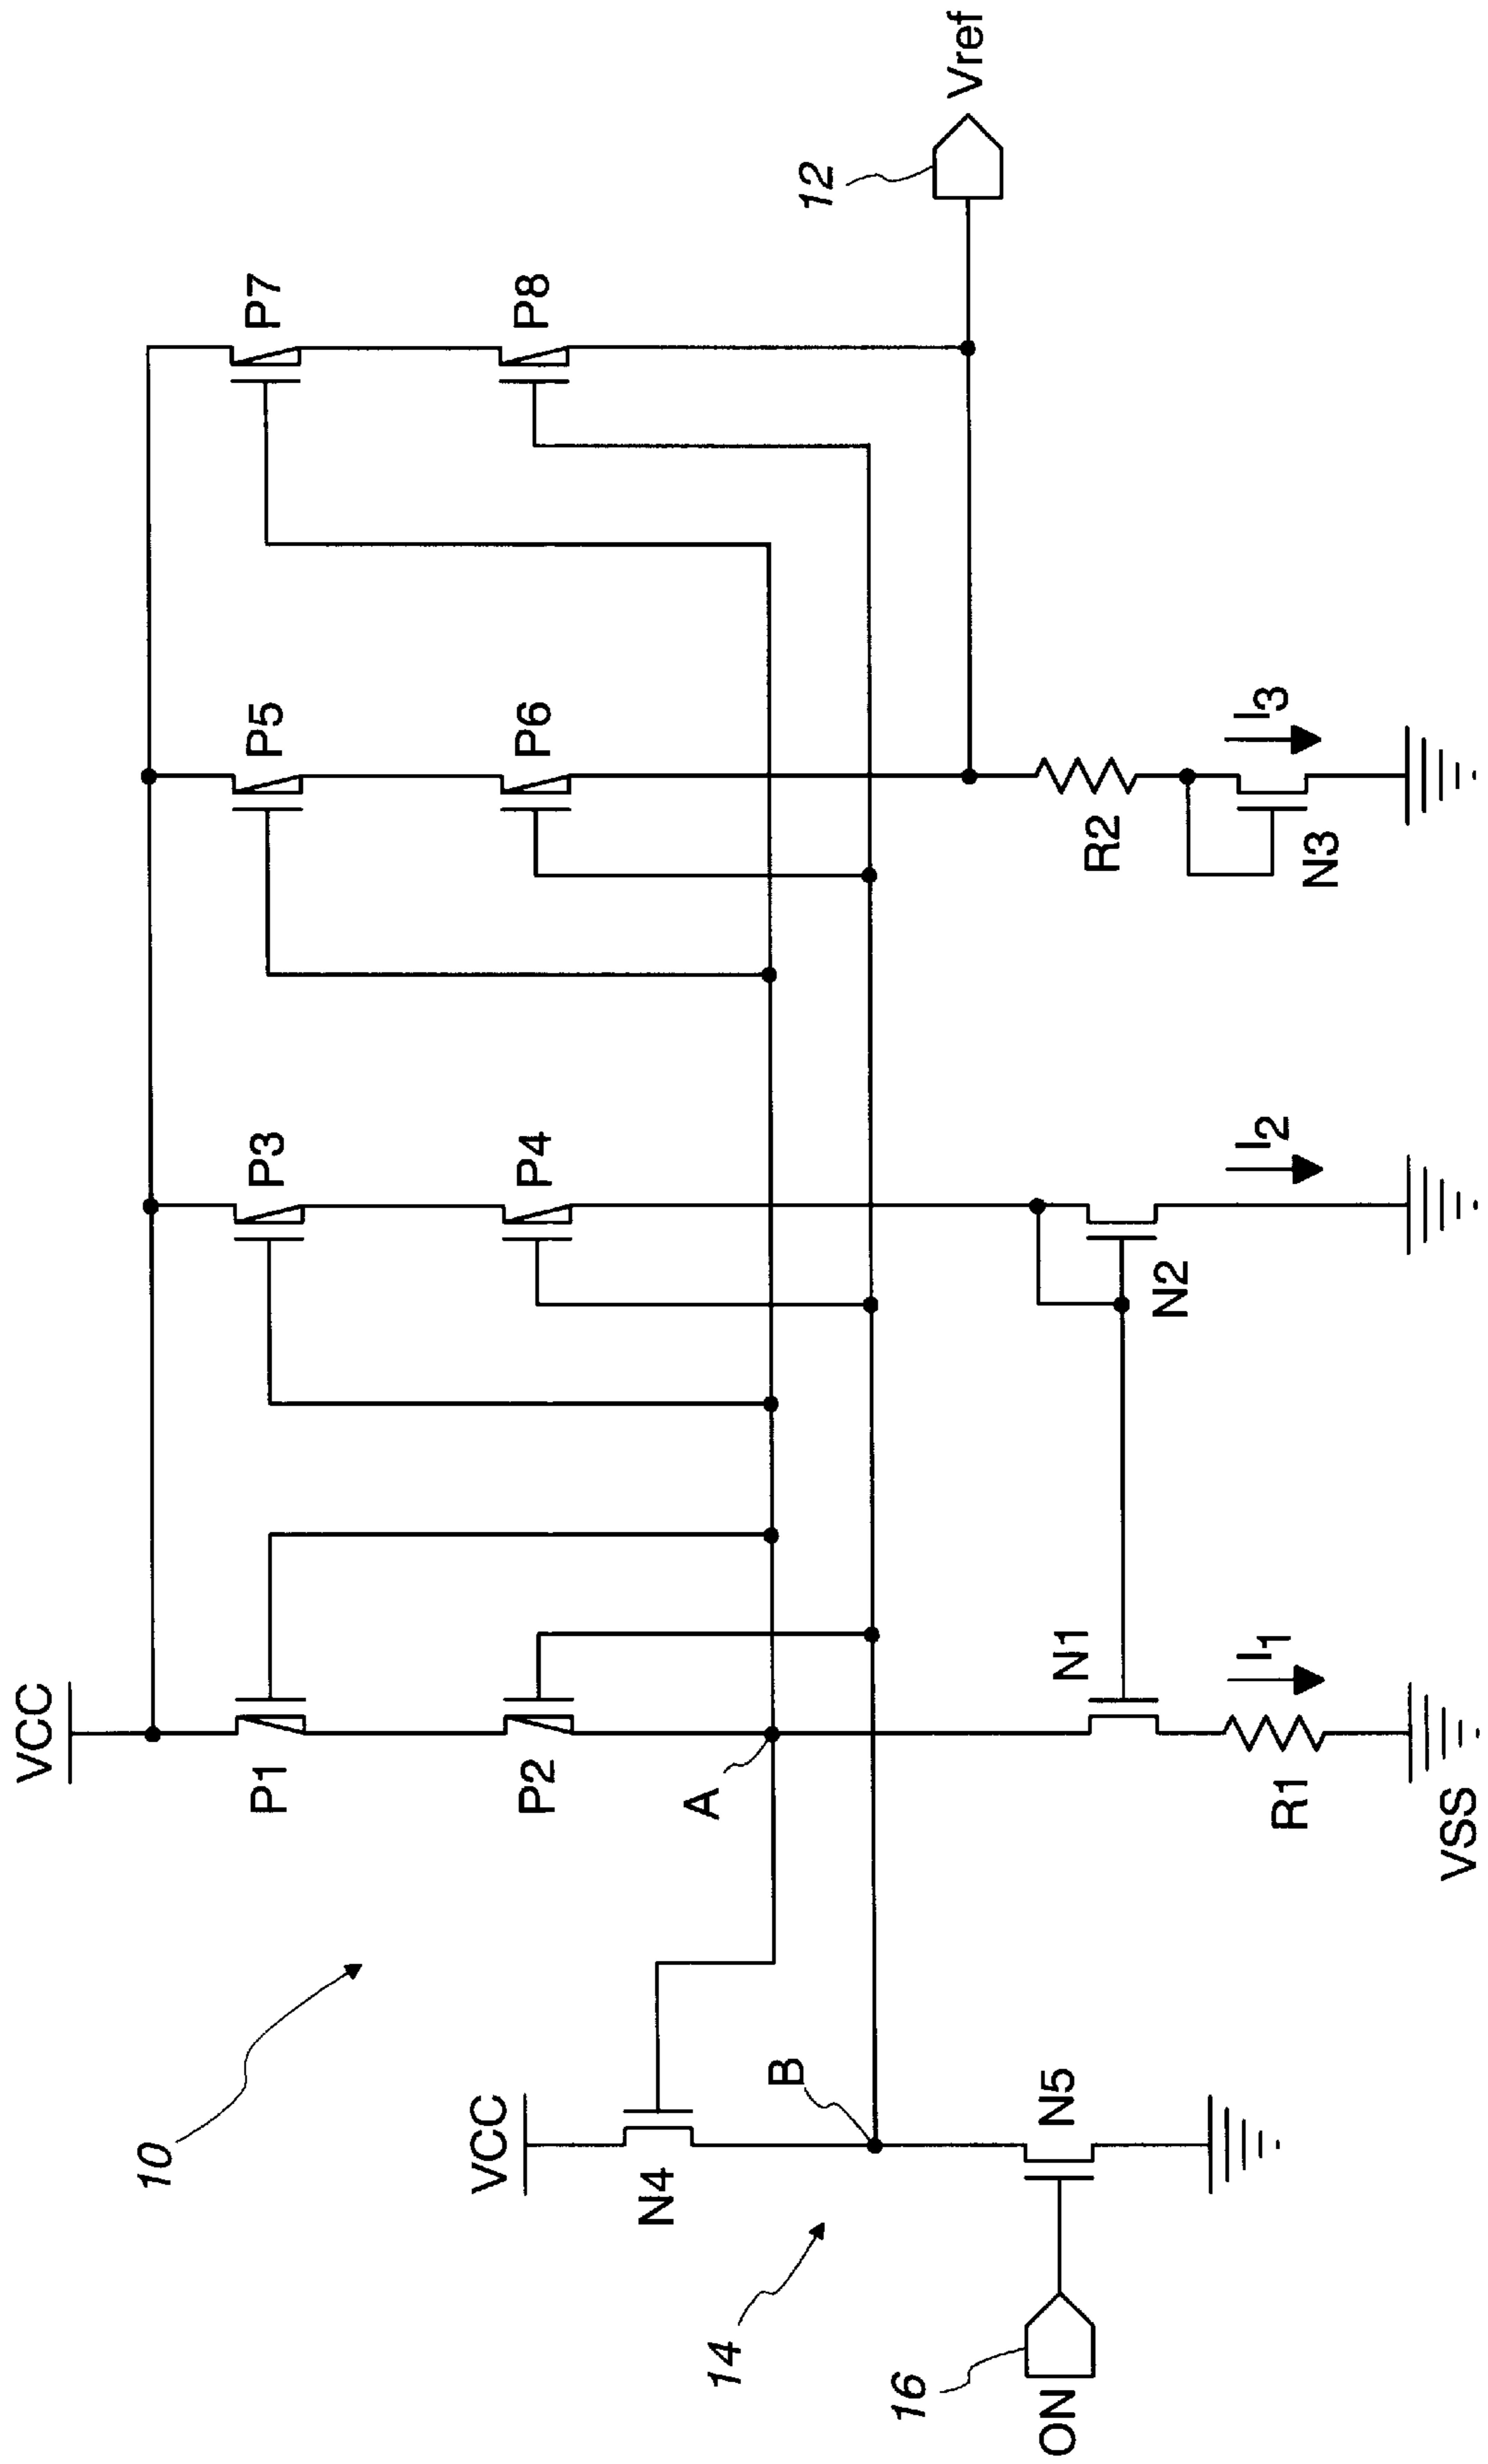 10
VCC
P1
P3
P5
P7
VCC
N4
P2
P4
P6
P8
14
B
A
12
16
ON
N5
N1
N2
R2
Vref
R1
I1
I2
N3
I3
VSS